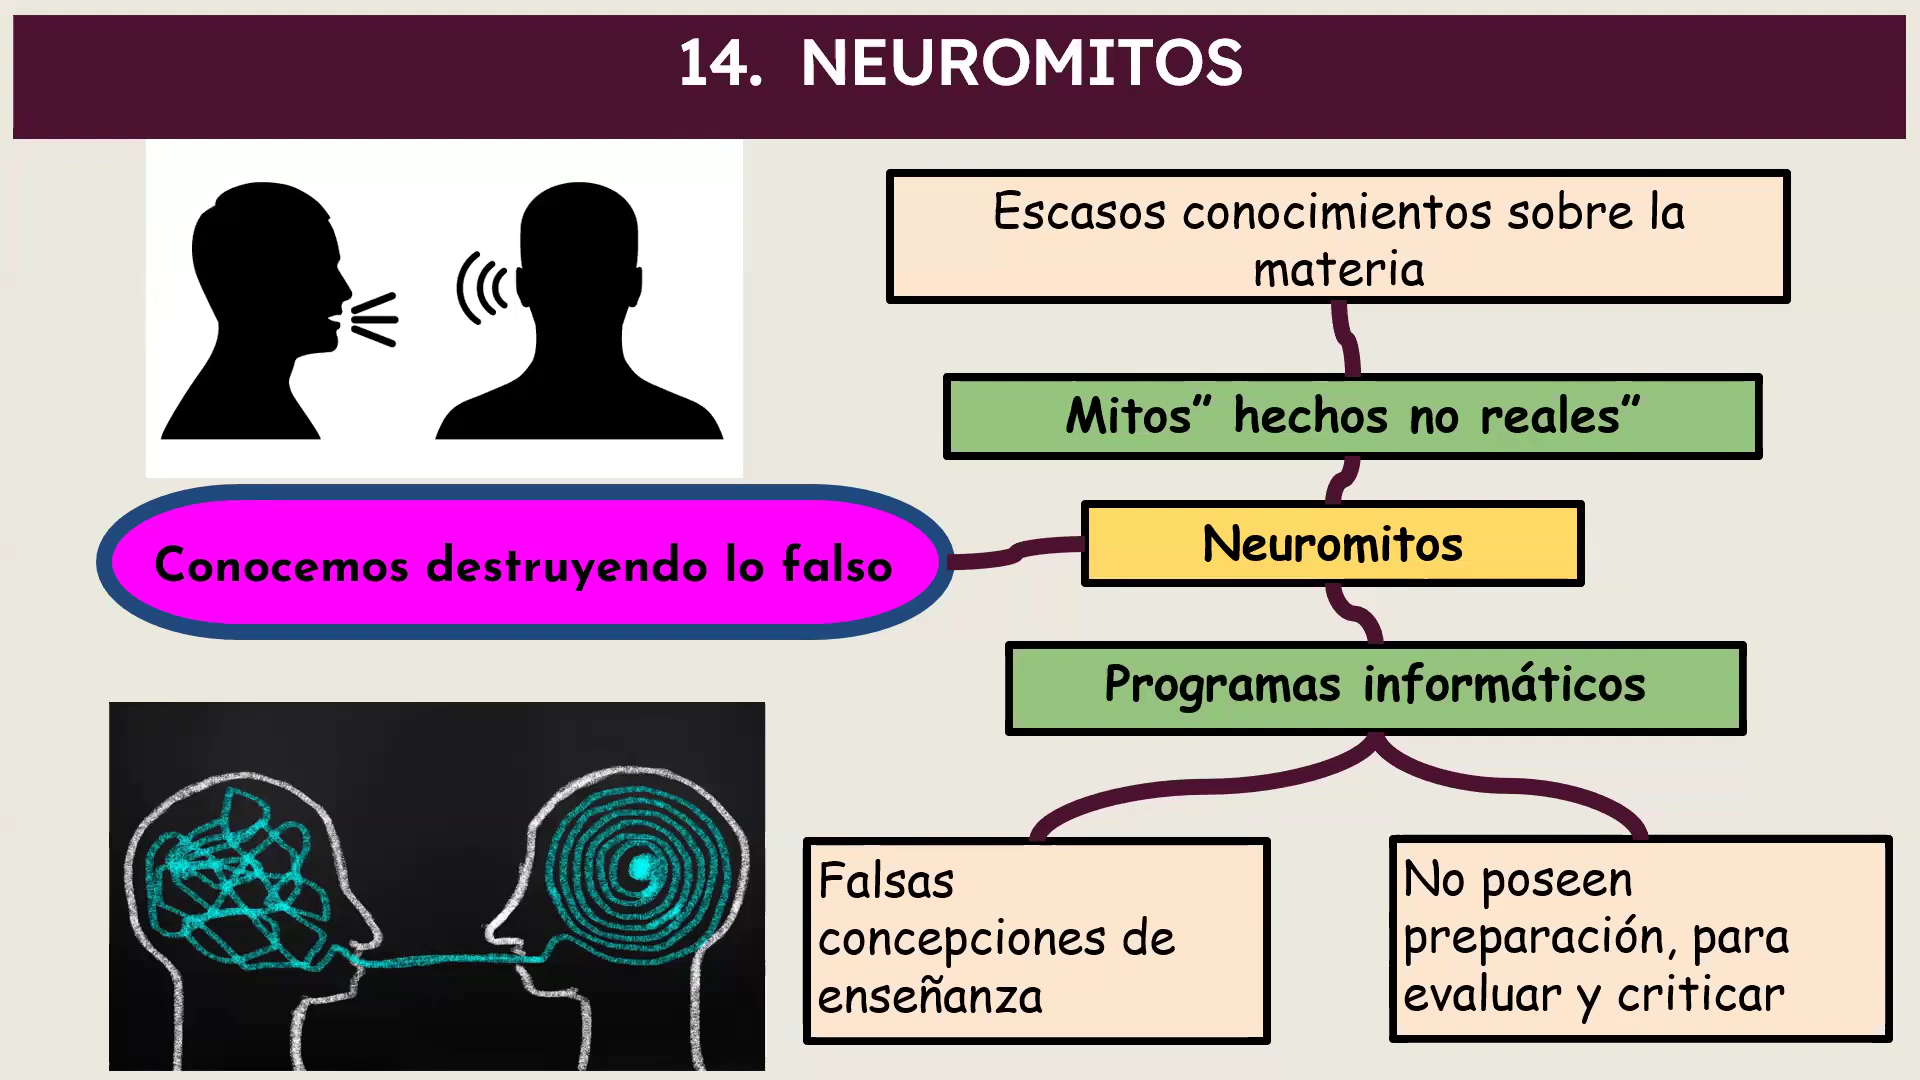 14. NEUROMITOS
Escasos conocimientos sobre la
materia
Mitos” hechos no reales”
Neuromitos
Conocemos destruyendo lo falso
Programas informáticos
Falsas
concepciones de
enseñanza
No poseen
preparación, para
evaluar y criticar